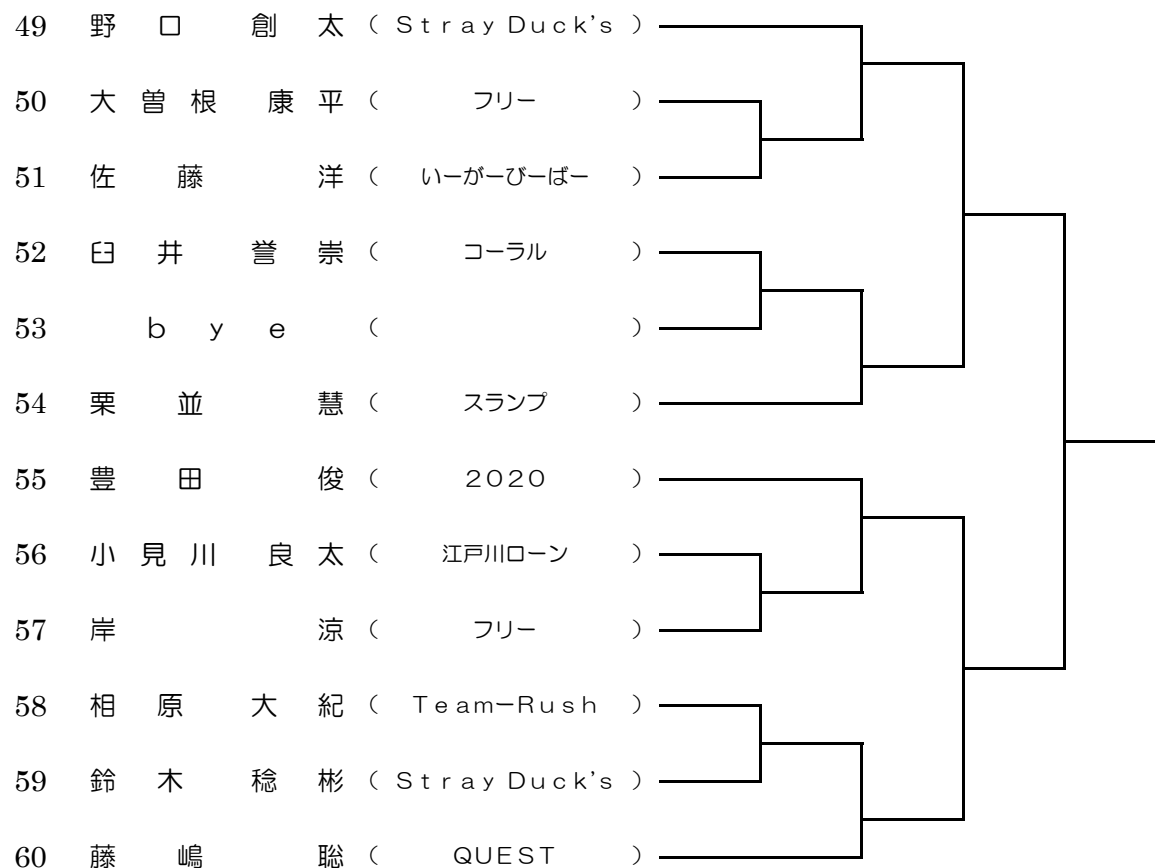 49 野口 創太 （ Stray Duck's ）
50 大曽根 康平 （ フリー ）
51 佐藤 洋 （ いーがーびーばー ）
52 臼井 誉崇 （ コーラル ）
53 bye （ ）
54 栗並 慧 （ スランプ ）
55 豊田 俊 （ 2020 ）
56 小見川 良太 （ 江戸川ローン ）
57 岸 涼 （ フリー ）
58 相原 大紀 （ Team−Rush ）
59 鈴木 稔彬 （ Stray Duck's ）
60 藤嶋 聡 （ QUEST ）